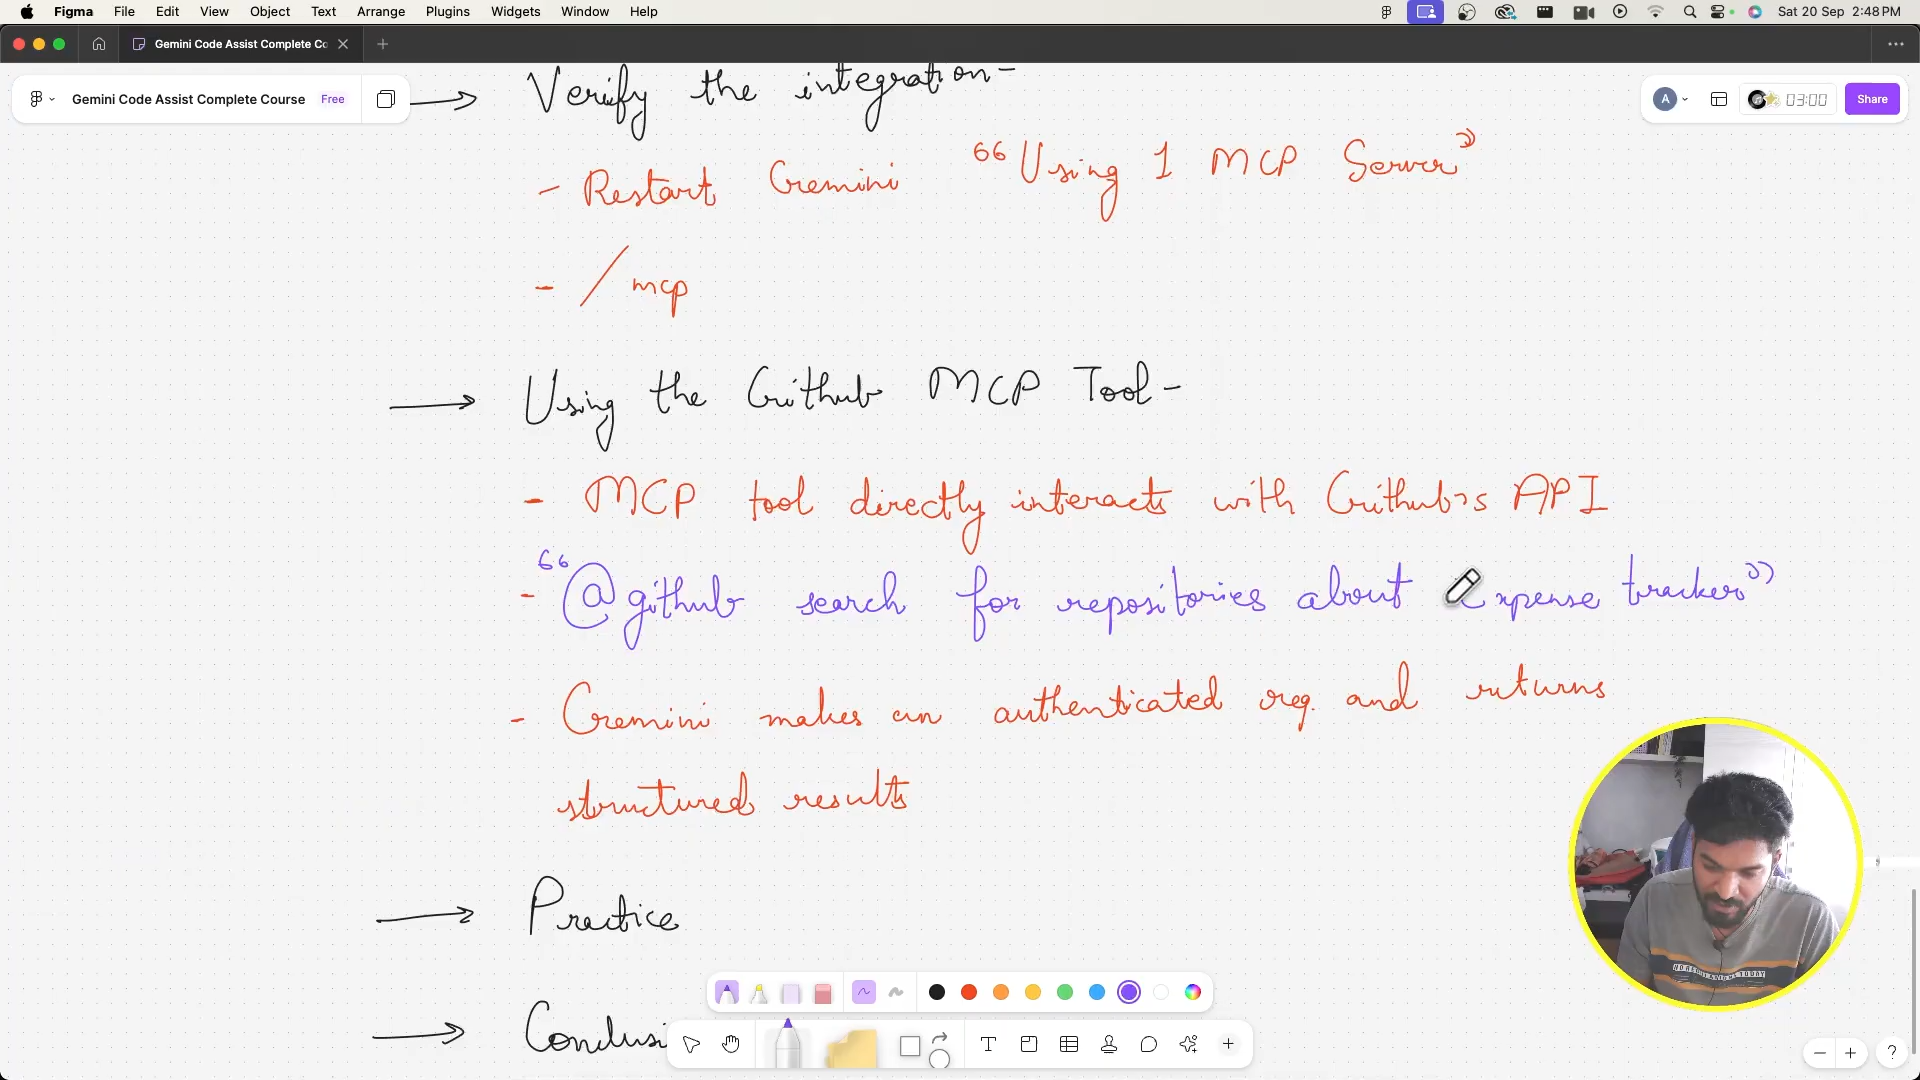 Figma File Edit View Object Text Arrange Plugins Widgets Window Help Sat 20 Sep 2:48 PM
Gemini Code Assist Complete Co
Gemini Code Assist Complete Course Free
A 03:00 Share
→ Verify the integration-
- Restart Gemini “Using 1 MCP Server”
- /mcp
→ Using the Github MCP Tool-
- MCP tool directly interacts with Github's API
- “@github search for repositories about expense tracker”
- Gemini makes an authenticated req. and returns
structured results
→ Practice
→ Conclusi